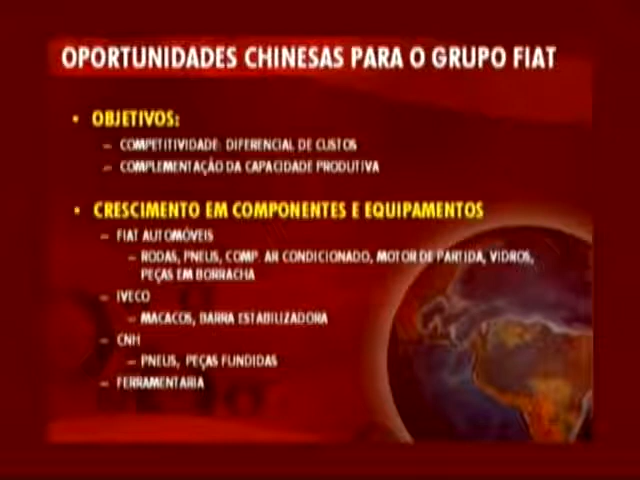 OPORTUNIDADES CHINESAS PARA O GRUPO FIAT
• OBJETIVOS:
– COMPETITIVIDADE: DIFERENCIAL DE CUSTOS
– COMPLEMENTAÇÃO DA CAPACIDADE PRODUTIVA
• CRESCIMENTO EM COMPONENTES E EQUIPAMENTOS
– FIAT AUTOMÓVEIS
– RODAS, PNEUS, COMP. AR CONDICIONADO, MOTOR DE PARTIDA, VIDROS,
PEÇAS EM BORRACHA
– IVECO
– MACACOS, BARRA ESTABILIZADORA
– CNH
– PNEUS, PEÇAS FUNDIDAS
– FERRAMENTARIA